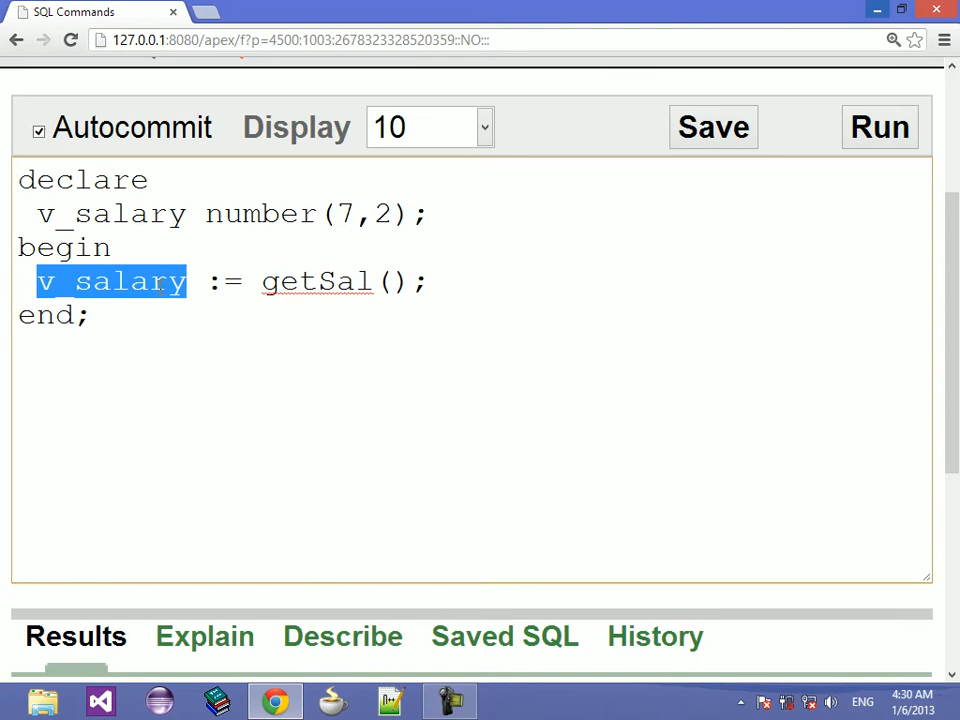 SQL Commands
127.0.0.1:8080/apex/f?p=4500:1003:2678323328520359::NO:::
Autocommit Display 10 Save Run
declare
v_salary number(7,2);
begin
v_salary := getSal();
end;
Results Explain Describe Saved SQL History
ENG
4:30 AM
1/6/2013